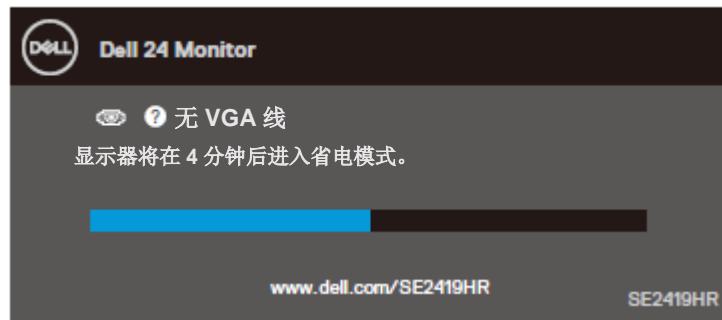 DELL
Dell 24 Monitor
? 无 VGA 线
显示器将在 4 分钟后进入省电模式。
www.dell.com/SE2419HR
SE2419HR